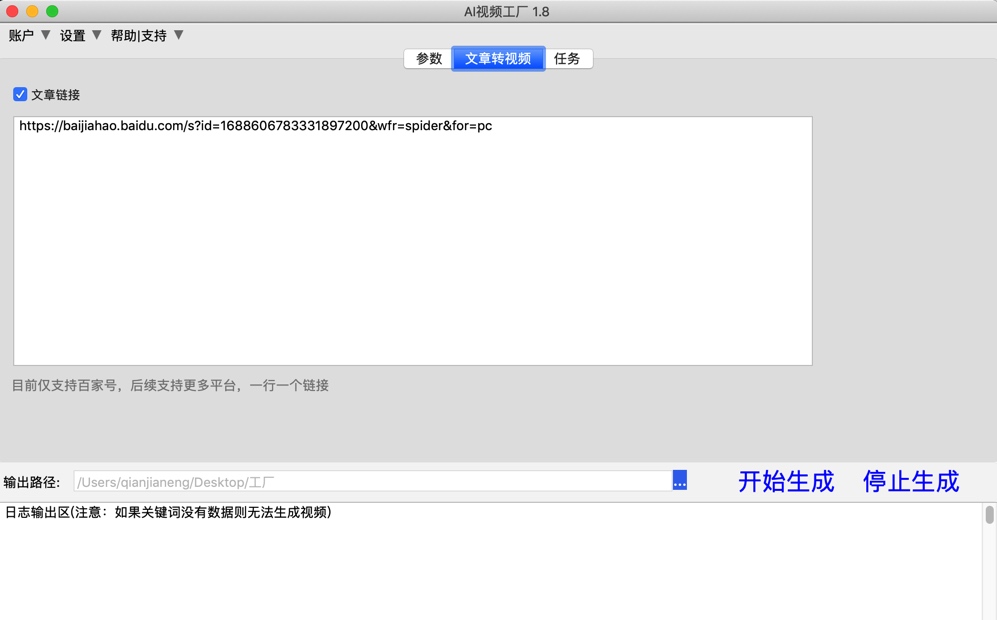 AI视频工厂 1.8
账户 ▼ 设置 ▼ 帮助|支持 ▼
参数 文章转视频 任务
文章链接
https://baijiahao.baidu.com/s?id=1688606783331897200&wfr=spider&for=pc
目前仅支持百家号，后续支持更多平台，一行一个链接
输出路径: /Users/qianjianeng/Desktop/工厂 ... 开始生成 停止生成
日志输出区(注意：如果关键词没有数据则无法生成视频)